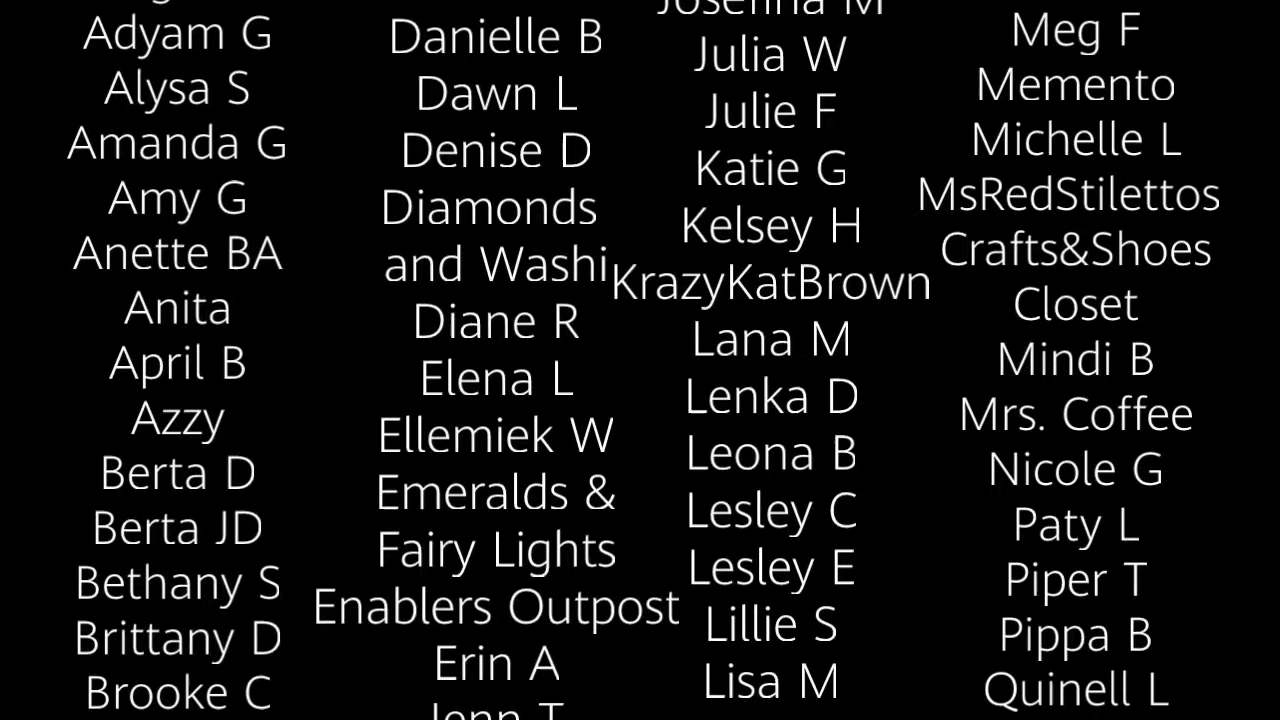 Adyam G
Alysa S
Amanda G
Amy G
Anette BA
Anita
April B
Azzy
Berta D
Berta JD
Bethany S
Brittany D
Brooke C
Danielle B
Dawn L
Denise D
Diamonds
and Washi
Diane R
Elena L
Ellemiek W
Emeralds &
Fairy Lights
Enablers Outpost
Erin A
Jenn T
Josefina M
Julia W
Julie F
Katie G
Kelsey H
KrazyKatBrown
Lana M
Lenka D
Leona B
Lesley C
Lesley E
Lillie S
Lisa M
Meg F
Memento
Michelle L
MsRedStilettos
Crafts&Shoes
Closet
Mindi B
Mrs. Coffee
Nicole G
Paty L
Piper T
Pippa B
Quinell L